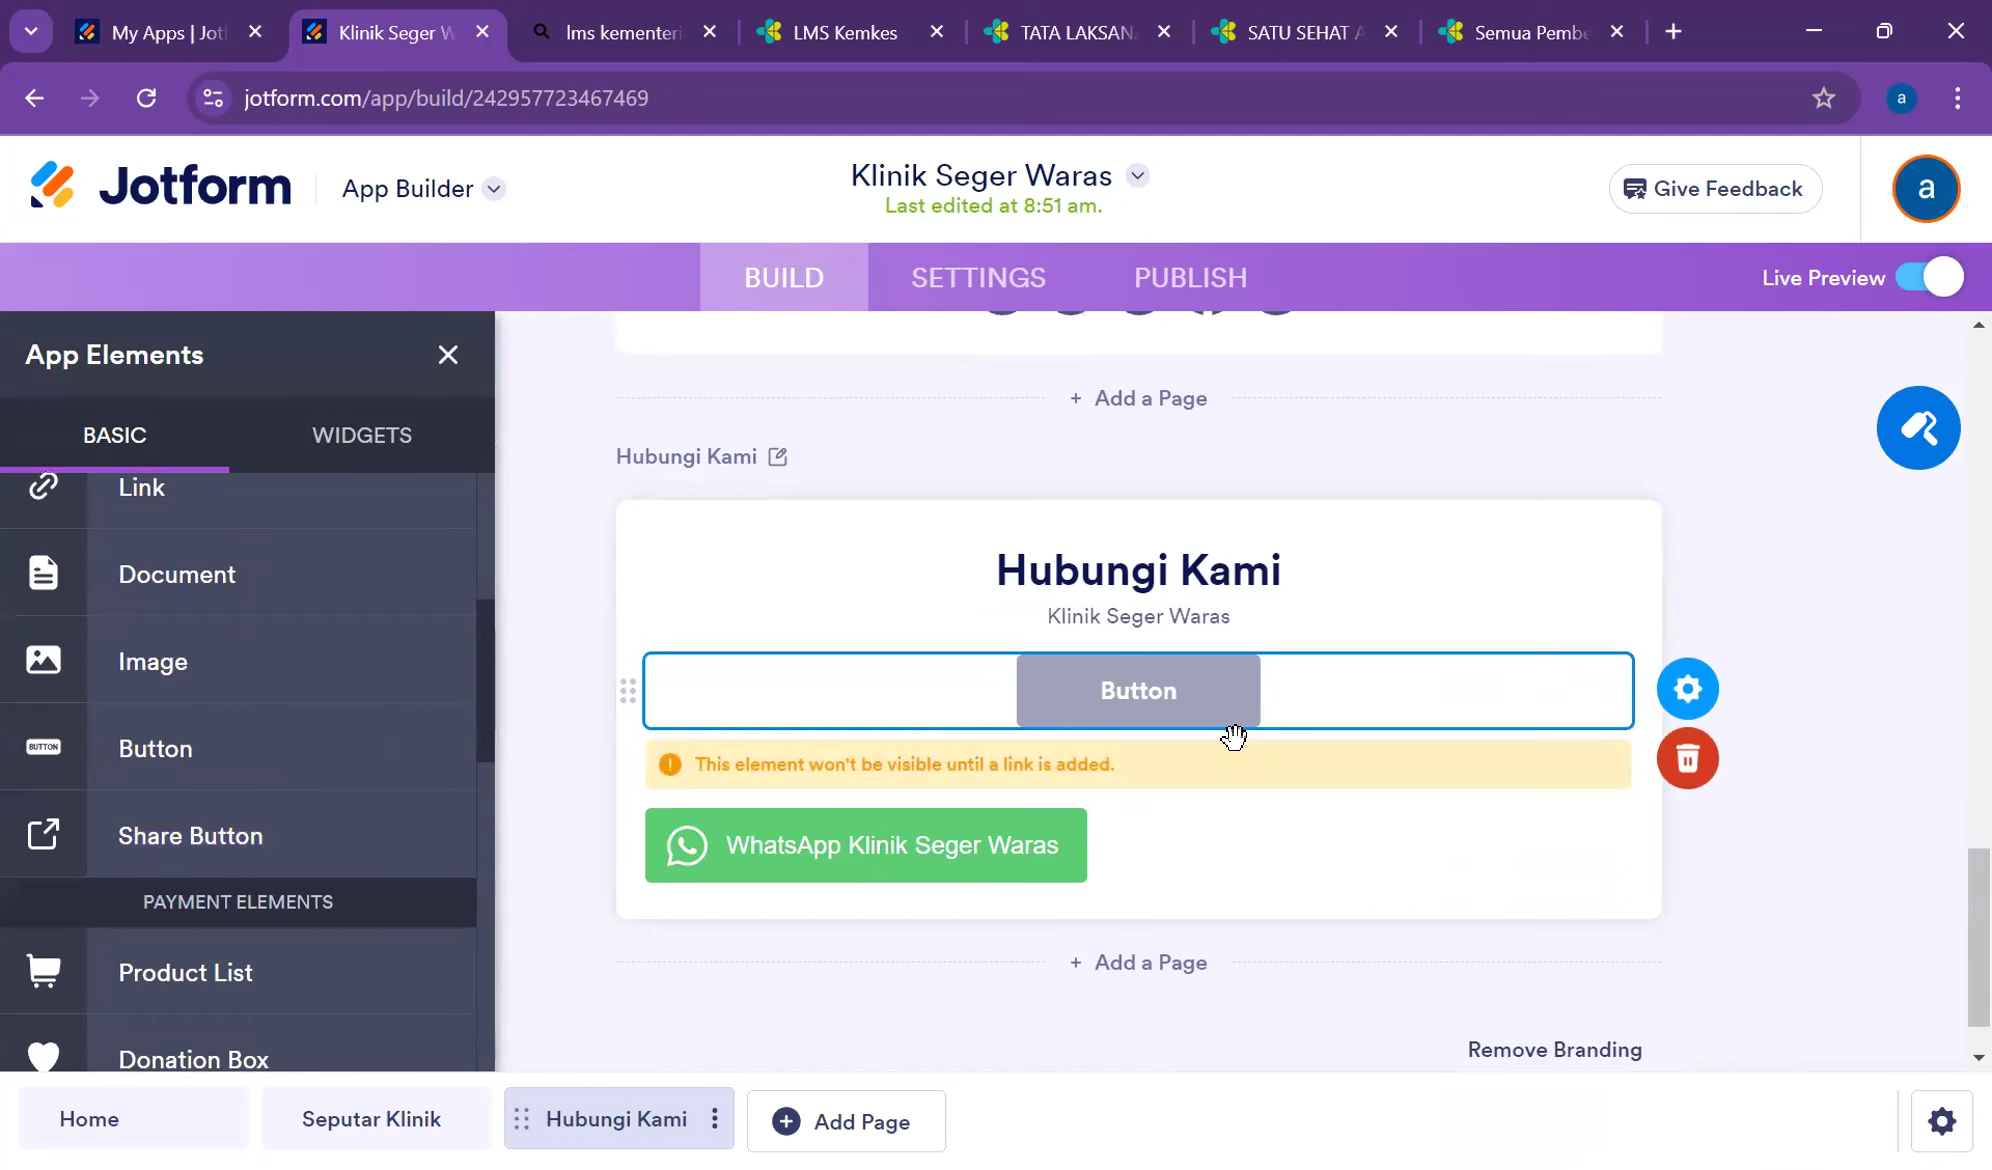 My Apps | Jotf
Klinik Seger W
lms kementeri
LMS Kemkes
TATA LAKSAN
SATU SEHAT A
Semua Pembe
jotform.com/app/build/242957723467469
a
Jotform
App Builder
Klinik Seger Waras
Last edited at 8:51 am.
Give Feedback
a
BUILD
SETTINGS
PUBLISH
Live Preview
App Elements
BASIC
WIDGETS
Link
Document
Image
BUTTON
Button
Share Button
PAYMENT ELEMENTS
Product List
Donation Box
+ Add a Page
Hubungi Kami
Hubungi Kami
Klinik Seger Waras
Button
This element won't be visible until a link is added.
WhatsApp Klinik Seger Waras
+ Add a Page
Remove Branding
Home
Seputar Klinik
Hubungi Kami
Add Page